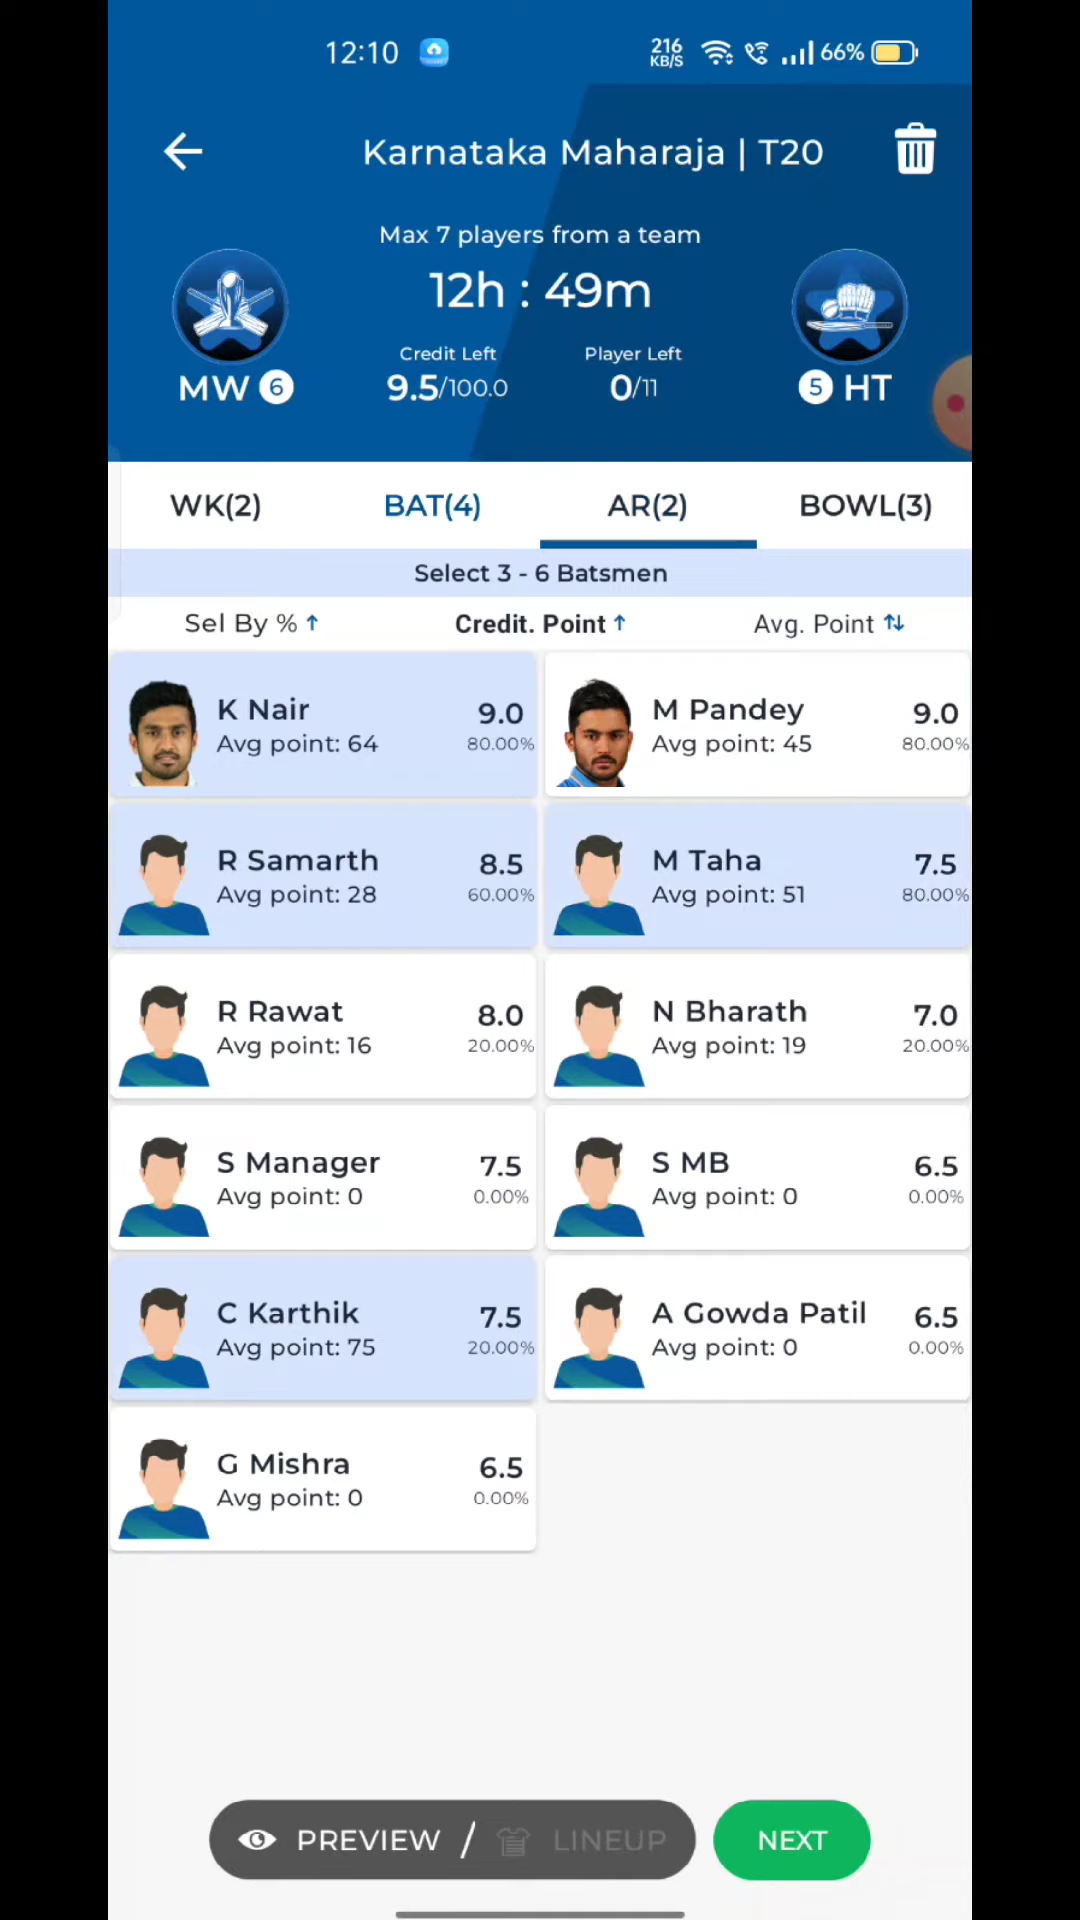 12:10
216 KB/S
66%
Karnataka Maharaja | T20
Max 7 players from a team
12h : 49m
Credit Left
Player Left
MW 6
9.5/100.0
0/11
5 HT
WK(2)
BAT(4)
AR(2)
BOWL(3)
Select 3 - 6 Batsmen
Sel By % ↑
Credit. Point ↑
Avg. Point ↑↓
K Nair
9.0
Avg point: 64
80.00%
M Pandey
9.0
Avg point: 45
80.00%
R Samarth
8.5
Avg point: 28
60.00%
M Taha
7.5
Avg point: 51
80.00%
R Rawat
8.0
Avg point: 16
20.00%
N Bharath
7.0
Avg point: 19
20.00%
S Manager
7.5
Avg point: 0
0.00%
S MB
6.5
Avg point: 0
0.00%
C Karthik
7.5
Avg point: 75
20.00%
A Gowda Patil
6.5
Avg point: 0
0.00%
G Mishra
6.5
Avg point: 0
0.00%
PREVIEW / LINEUP
NEXT